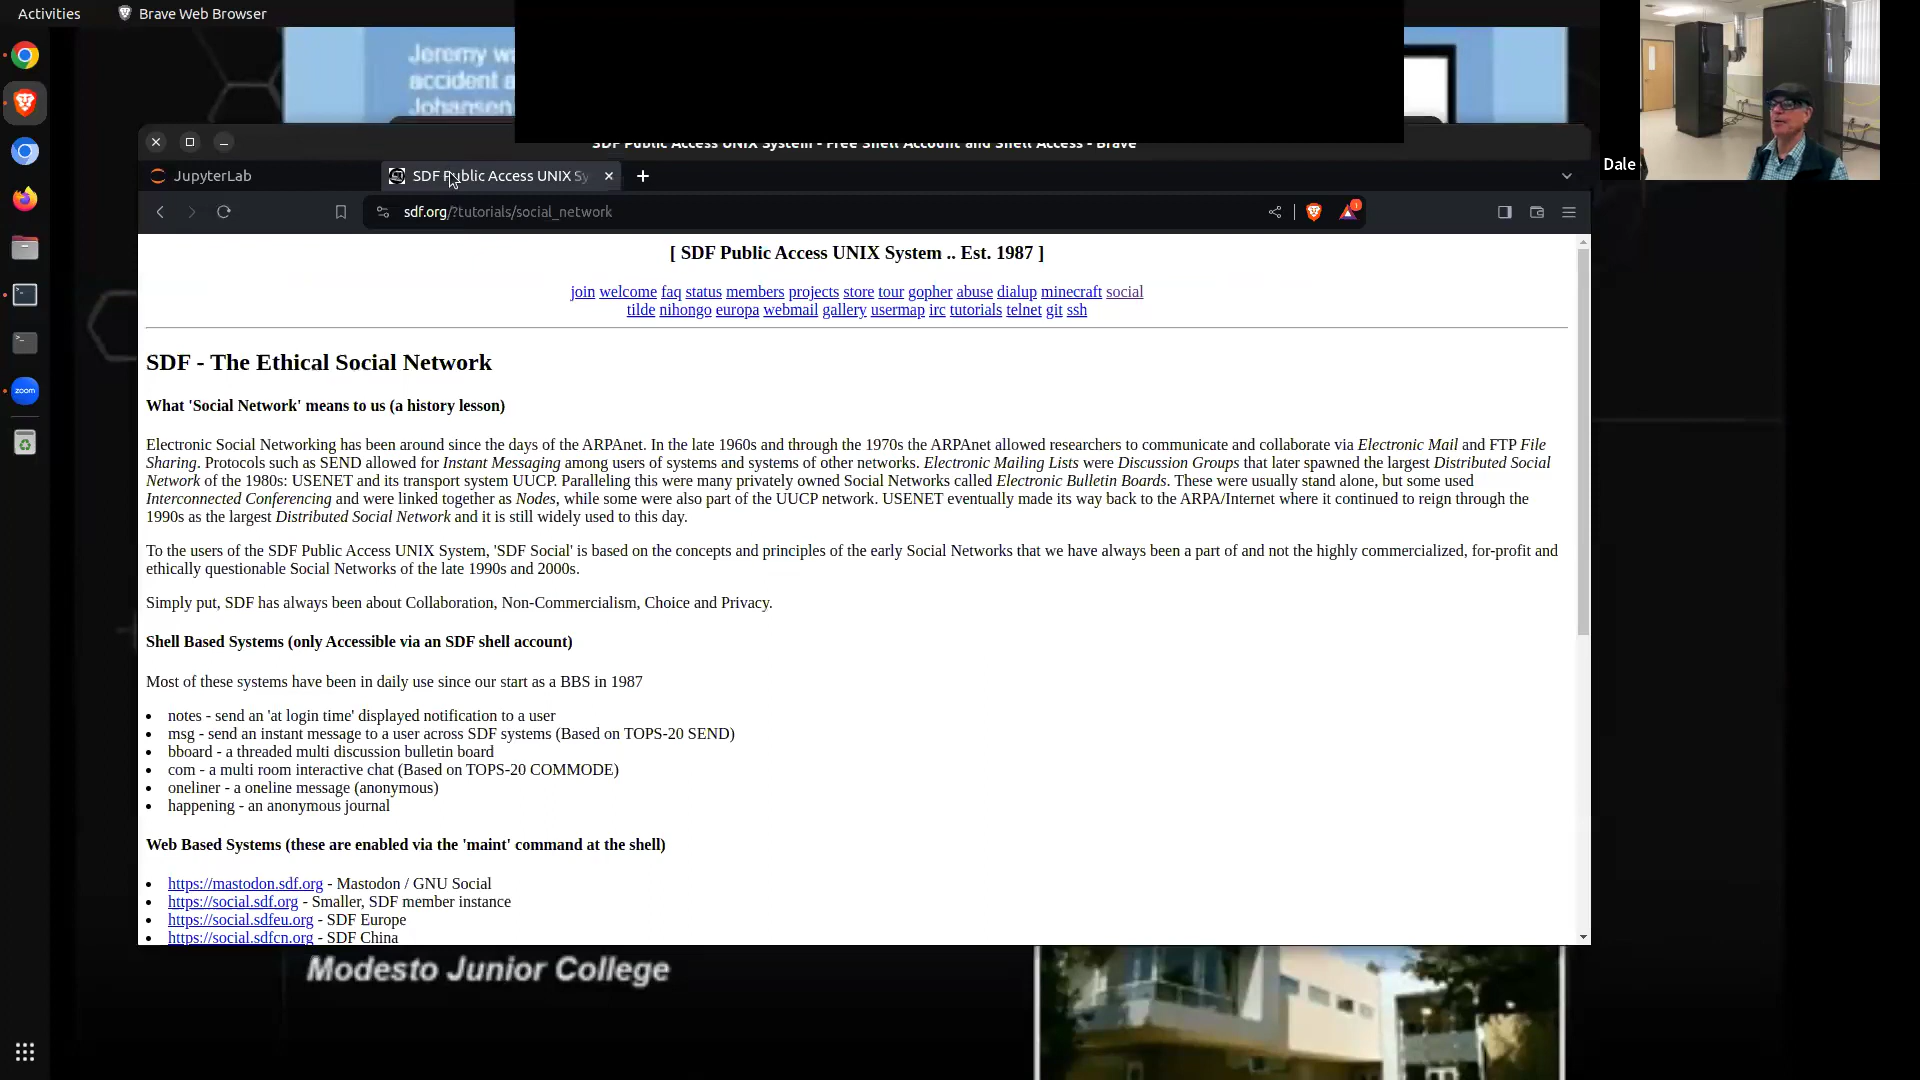 Activities
Brave Web Browser
Jeremy w
accident a
Johansen
Dale
SDF Public Access UNIX System - Free Shell Account and Shell Access - Brave
JupyterLab
SDF Public Access UNIX Sy
sdf.org/?tutorials/social_network
1
[ SDF Public Access UNIX System .. Est. 1987 ]
join welcome faq status members projects store tour gopher abuse dialup minecraft social
tilde nihongo europa webmail gallery usermap irc tutorials telnet git ssh
SDF - The Ethical Social Network
What 'Social Network' means to us (a history lesson)
Electronic Social Networking has been around since the days of the ARPAnet. In the late 1960s and through the 1970s the ARPAnet allowed researchers to communicate and collaborate via Electronic Mail and FTP File
Sharing. Protocols such as SEND allowed for Instant Messaging among users of systems and systems of other networks. Electronic Mailing Lists were Discussion Groups that later spawned the largest Distributed Social
Network of the 1980s: USENET and its transport system UUCP. Paralleling this were many privately owned Social Networks called Electronic Bulletin Boards. These were usually stand alone, but some used
Interconnected Conferencing and were linked together as Nodes, while some were also part of the UUCP network. USENET eventually made its way back to the ARPA/Internet where it continued to reign through the
1990s as the largest Distributed Social Network and it is still widely used to this day.
To the users of the SDF Public Access UNIX System, 'SDF Social' is based on the concepts and principles of the early Social Networks that we have always been a part of and not the highly commercialized, for-profit and
ethically questionable Social Networks of the late 1990s and 2000s.
Simply put, SDF has always been about Collaboration, Non-Commercialism, Choice and Privacy.
Shell Based Systems (only Accessible via an SDF shell account)
Most of these systems have been in daily use since our start as a BBS in 1987
• notes - send an 'at login time' displayed notification to a user
• msg - send an instant message to a user across SDF systems (Based on TOPS-20 SEND)
• bboard - a threaded multi discussion bulletin board
• com - a multi room interactive chat (Based on TOPS-20 COMMODE)
• oneliner - a oneline message (anonymous)
• happening - an anonymous journal
Web Based Systems (these are enabled via the 'maint' command at the shell)
• https://mastodon.sdf.org - Mastodon / GNU Social
• https://social.sdf.org - Smaller, SDF member instance
• https://social.sdfeu.org - SDF Europe
• https://social.sdfcn.org - SDF China
zoom
Modesto Junior College